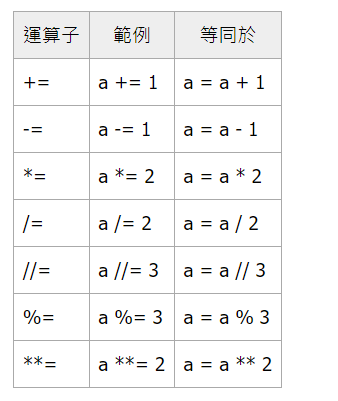 運算子 範例 等同於
+= a += 1 a = a + 1
-= a -= 1 a = a - 1
*= a *= 2 a = a * 2
/= a /= 2 a = a / 2
//= a //= 3 a = a // 3
%= a %= 3 a = a % 3
**= a **= 2 a = a ** 2